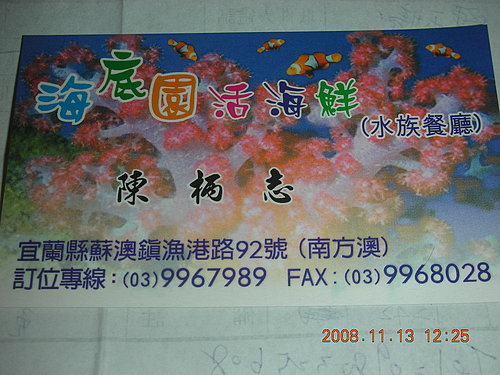 海底園活海鮮
(水族餐廳)
陳柄志
宜蘭縣蘇澳鎮漁港路92號(南方澳)
訂位專線:(03)9967989 FAX:(03)9968028
2008.11.13 12:25